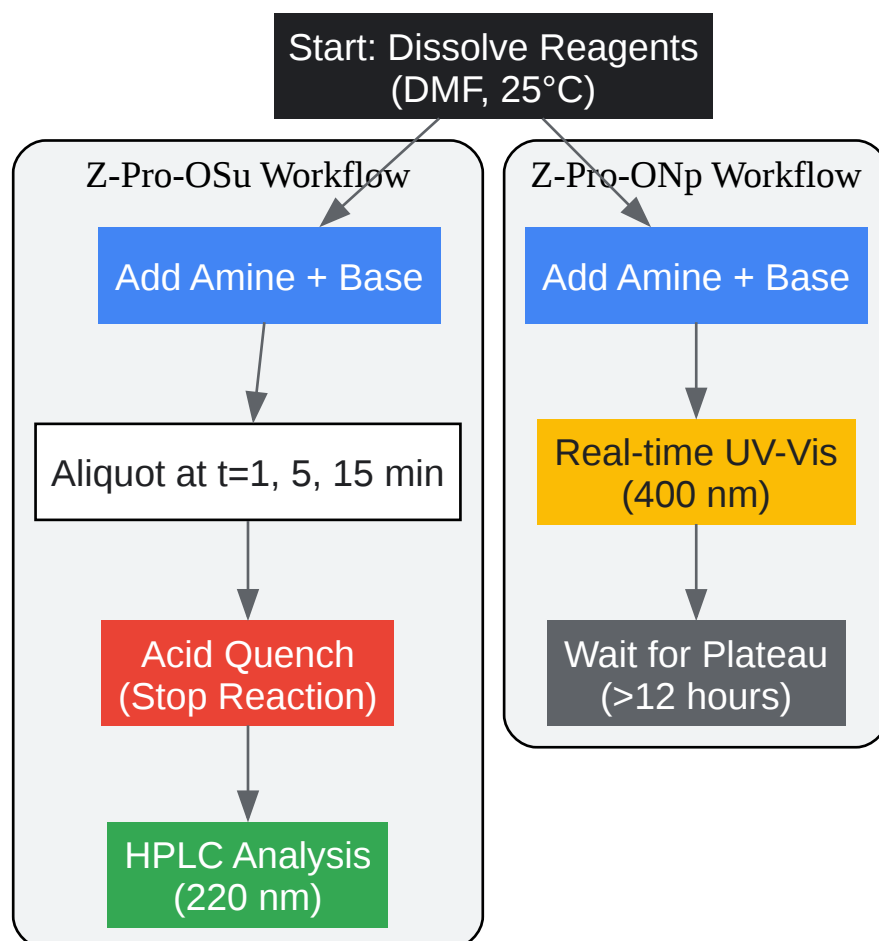 Start: Dissolve Reagents
(DMF, 25°C)
Z-Pro-OSu Workflow
Add Amine + Base
Aliquot at t=1, 5, 15 min
Acid Quench
(Stop Reaction)
HPLC Analysis
(220 nm)
Z-Pro-ONp Workflow
Add Amine + Base
Real-time UV-Vis
(400 nm)
Wait for Plateau
(>12 hours)